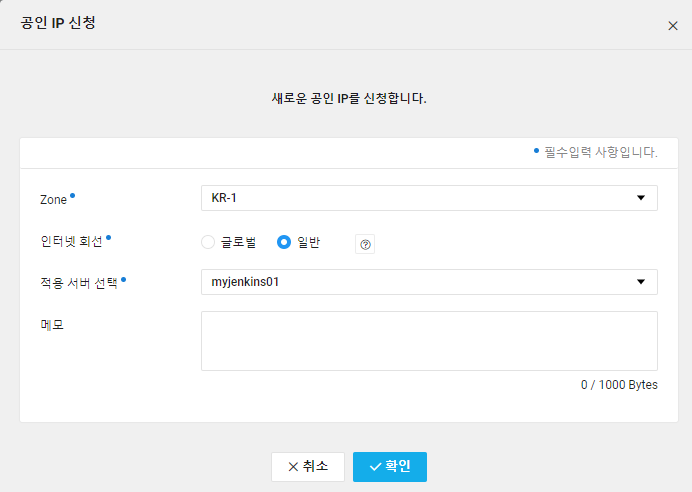 공인 IP 신청
새로운 공인 IP를 신청합니다.
필수입력 사항입니다.
Zone
KR-1
인터넷 회선
글로벌
일반
?
적용 서버 선택
myjenkins01
메모
0 / 1000 Bytes
취소
확인